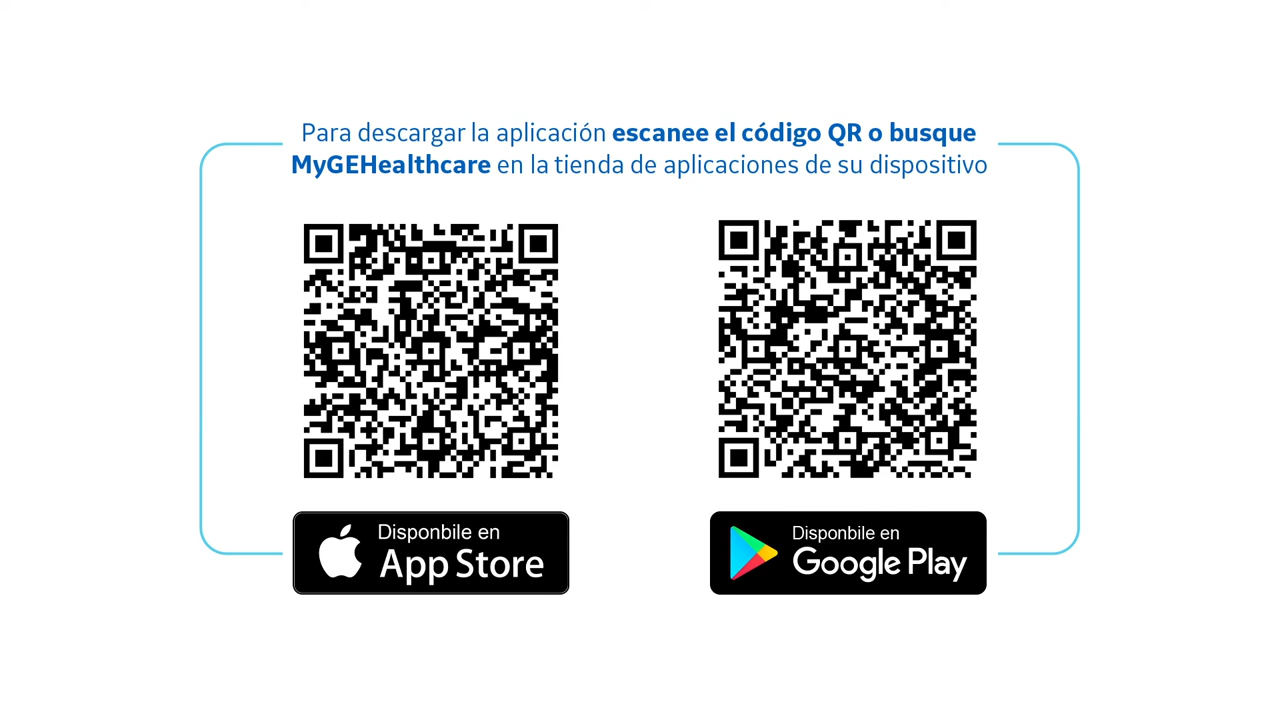 Para descargar la aplicación escanee el código QR o busque
MyGEHealthcare en la tienda de aplicaciones de su dispositivo
Disponbile en
App Store
Disponbile en
Google Play